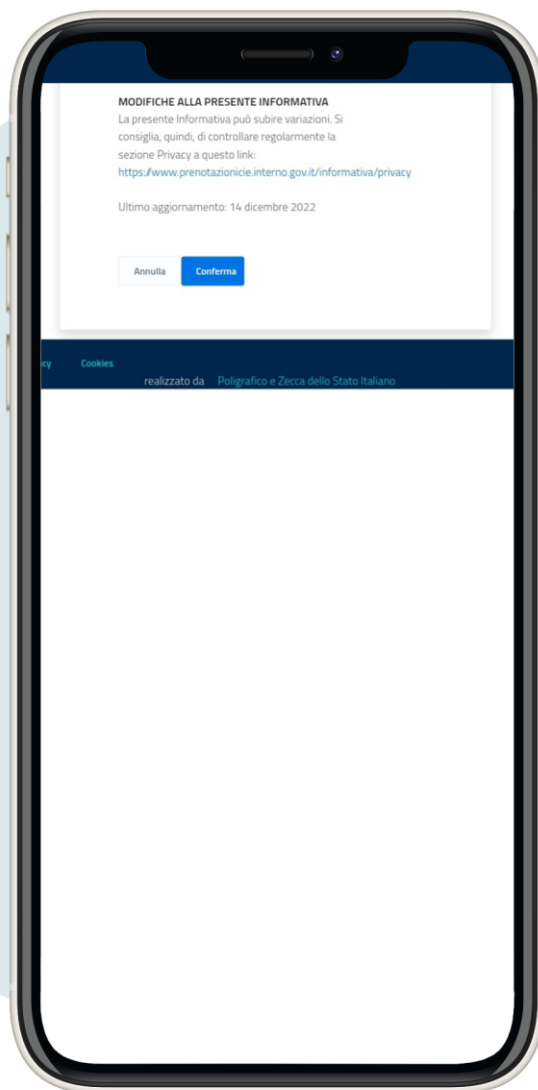 MODIFICHE ALLA PRESENTE INFORMATIVA
La presente Informativa può subire variazioni. Si
consiglia, quindi, di controllare regolarmente la
sezione Privacy a questo link:
https://www.prenotazionicie.interno.gov.it/informativa/privacy
Ultimo aggiornamento: 14 dicembre 2022
Annulla Conferma
cy Cookies
realizzato da Poligrafico e Zecca dello Stato Italiano